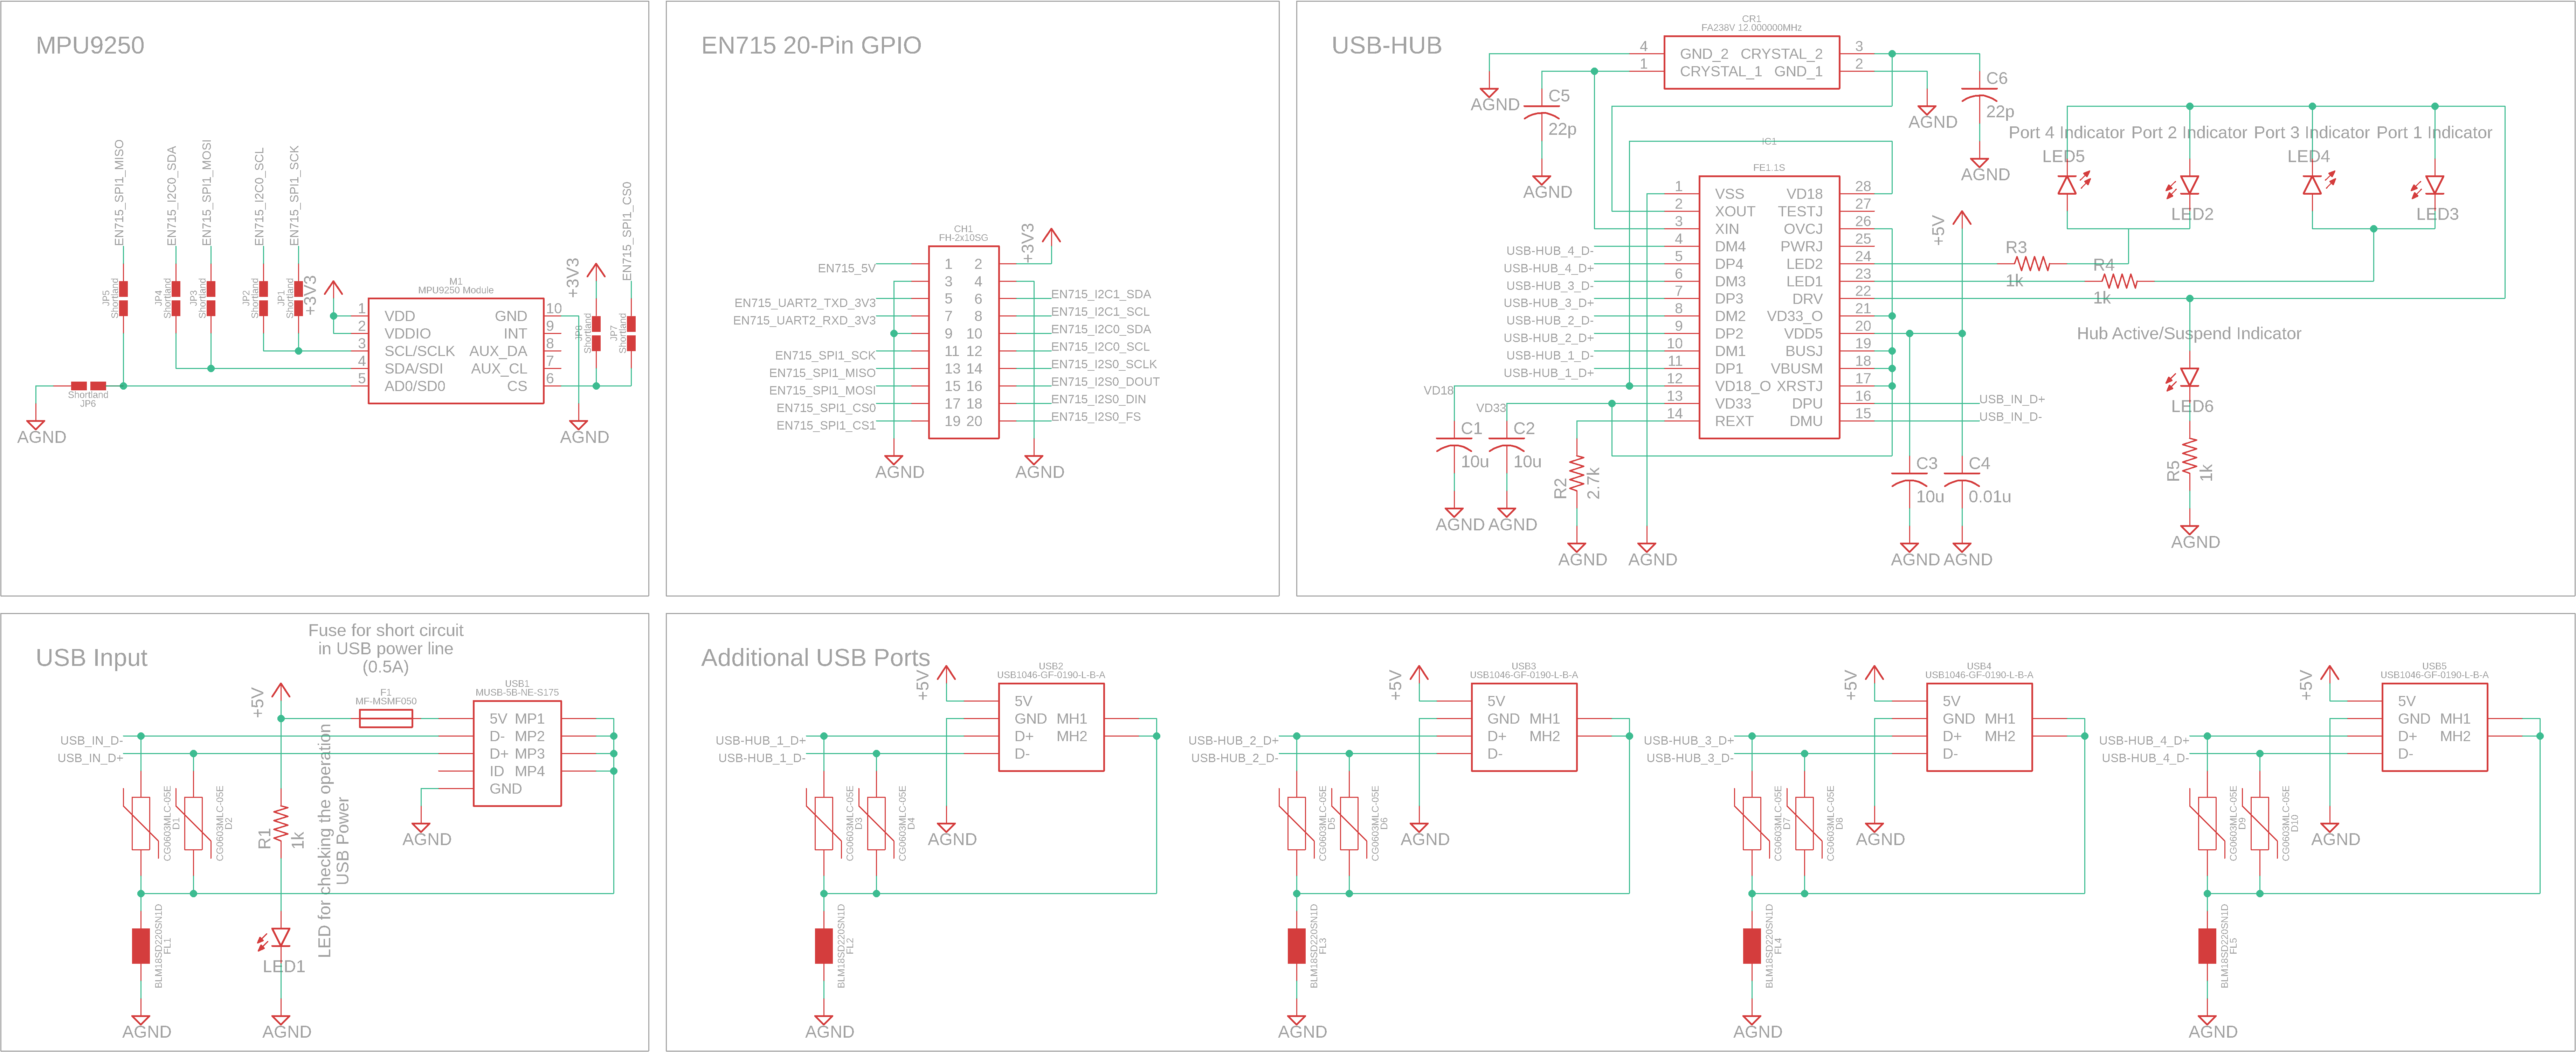 MPU9250
EN715_SPI1_MISO
EN715_I2C0_SDA
EN715_SPI1_MOSI
EN715_I2C0_SCL
EN715_SPI1_SCK
EN715_SPI1_CS0
JP5
Shortland
JP4
Shortland
JP3
Shortland
JP2
Shortland
JP1
Shortland
+3V3
+3V3
JP8
Shortland
JP7
Shortland
M1
MPU9250 Module
1 VDD GND 10
2 VDDIO INT 9
3 SCL/SCLK AUX_DA 8
4 SDA/SDI AUX_CL 7
5 AD0/SD0 CS 6
Shortland
JP6
AGND
AGND
EN715 20-Pin GPIO
CH1
FH-2x10SG
+3V3
EN715_5V 1 2
3 4
EN715_UART2_TXD_3V3 5 6 EN715_I2C1_SDA
EN715_UART2_RXD_3V3 7 8 EN715_I2C1_SCL
9 10 EN715_I2C0_SDA
EN715_SPI1_SCK 11 12 EN715_I2C0_SCL
EN715_SPI1_MISO 13 14 EN715_I2S0_SCLK
EN715_SPI1_MOSI 15 16 EN715_I2S0_DOUT
EN715_SPI1_CS0 17 18 EN715_I2S0_DIN
EN715_SPI1_CS1 19 20 EN715_I2S0_FS
AGND
AGND
USB-HUB
CR1
FA238V 12.000000MHz
4 GND_2 CRYSTAL_2 3
1 CRYSTAL_1 GND_1 2
AGND
C5
22p
AGND
AGND
C6
22p
AGND
IC1
FE1.1S
1 VSS VD18 28
2 XOUT TESTJ 27
3 XIN OVCJ 26
USB-HUB_4_D- 4 DM4 PWRJ 25
USB-HUB_4_D+ 5 DP4 LED2 24
USB-HUB_3_D- 6 DM3 LED1 23
USB-HUB_3_D+ 7 DP3 DRV 22
USB-HUB_2_D- 8 DM2 VD33_O 21
USB-HUB_2_D+ 9 DP2 VDD5 20
USB-HUB_1_D- 10 DM1 BUSJ 19
USB-HUB_1_D+ 11 DP1 VBUSM 18
VD18 12 VD18_O XRSTJ 17
VD33 13 VD33 DPU 16 USB_IN_D+
14 REXT DMU 15 USB_IN_D-
C1
10u
AGND
C2
10u
AGND
R2
2.7k
AGND
AGND
+5V
C3
10u
AGND
C4
0.01u
AGND
Port 4 Indicator Port 2 Indicator Port 3 Indicator Port 1 Indicator
LED5
LED2
LED4
LED3
R3
1k
R4
1k
Hub Active/Suspend Indicator
LED6
R5
1k
AGND
USB Input
Fuse for short circuit
in USB power line
(0.5A)
+5V
F1
MF-MSMF050
USB1
MUSB-5B-NE-S175
5V MP1
D- MP2
D+ MP3
ID MP4
GND
USB_IN_D-
USB_IN_D+
CG0603MLC-05E
D1
CG0603MLC-05E
D2
R1
1k
LED for checking the operation
USB Power
AGND
BLM18SD220SN1D
FL1
LED1
AGND
AGND
Additional USB Ports
+5V
USB2
USB1046-GF-0190-L-B-A
5V
GND MH1
D+ MH2
D-
USB-HUB_1_D+
USB-HUB_1_D-
CG0603MLC-05E
D3
CG0603MLC-05E
D4
AGND
BLM18SD220SN1D
FL2
AGND
+5V
USB3
USB1046-GF-0190-L-B-A
5V
GND MH1
D+ MH2
D-
USB-HUB_2_D+
USB-HUB_2_D-
CG0603MLC-05E
D5
CG0603MLC-05E
D6
AGND
BLM18SD220SN1D
FL3
AGND
+5V
USB4
USB1046-GF-0190-L-B-A
5V
GND MH1
D+ MH2
D-
USB-HUB_3_D+
USB-HUB_3_D-
CG0603MLC-05E
D7
CG0603MLC-05E
D8
AGND
BLM18SD220SN1D
FL4
AGND
+5V
USB5
USB1046-GF-0190-L-B-A
5V
GND MH1
D+ MH2
D-
USB-HUB_4_D+
USB-HUB_4_D-
CG0603MLC-05E
D9
CG0603MLC-05E
D10
AGND
BLM18SD220SN1D
FL5
AGND